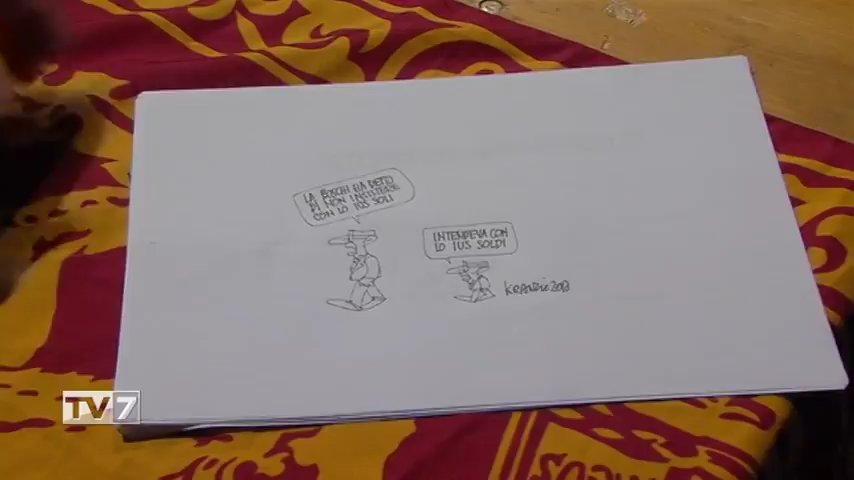 LA BOSCHI HA DETTO
DI NON INSISTERE
CON LO IUS SOLI
INTENDEVA CON
LO IUS SOLDI
TV7